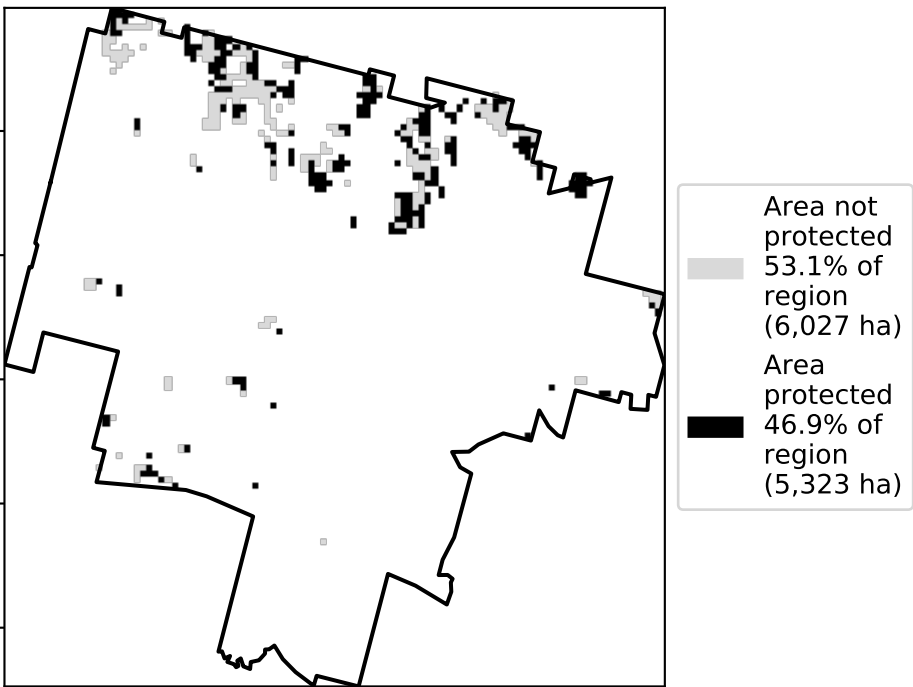 Area not
protected
53.1% of
region
(6,027 ha)
Area
protected
46.9% of
region
(5,323 ha)